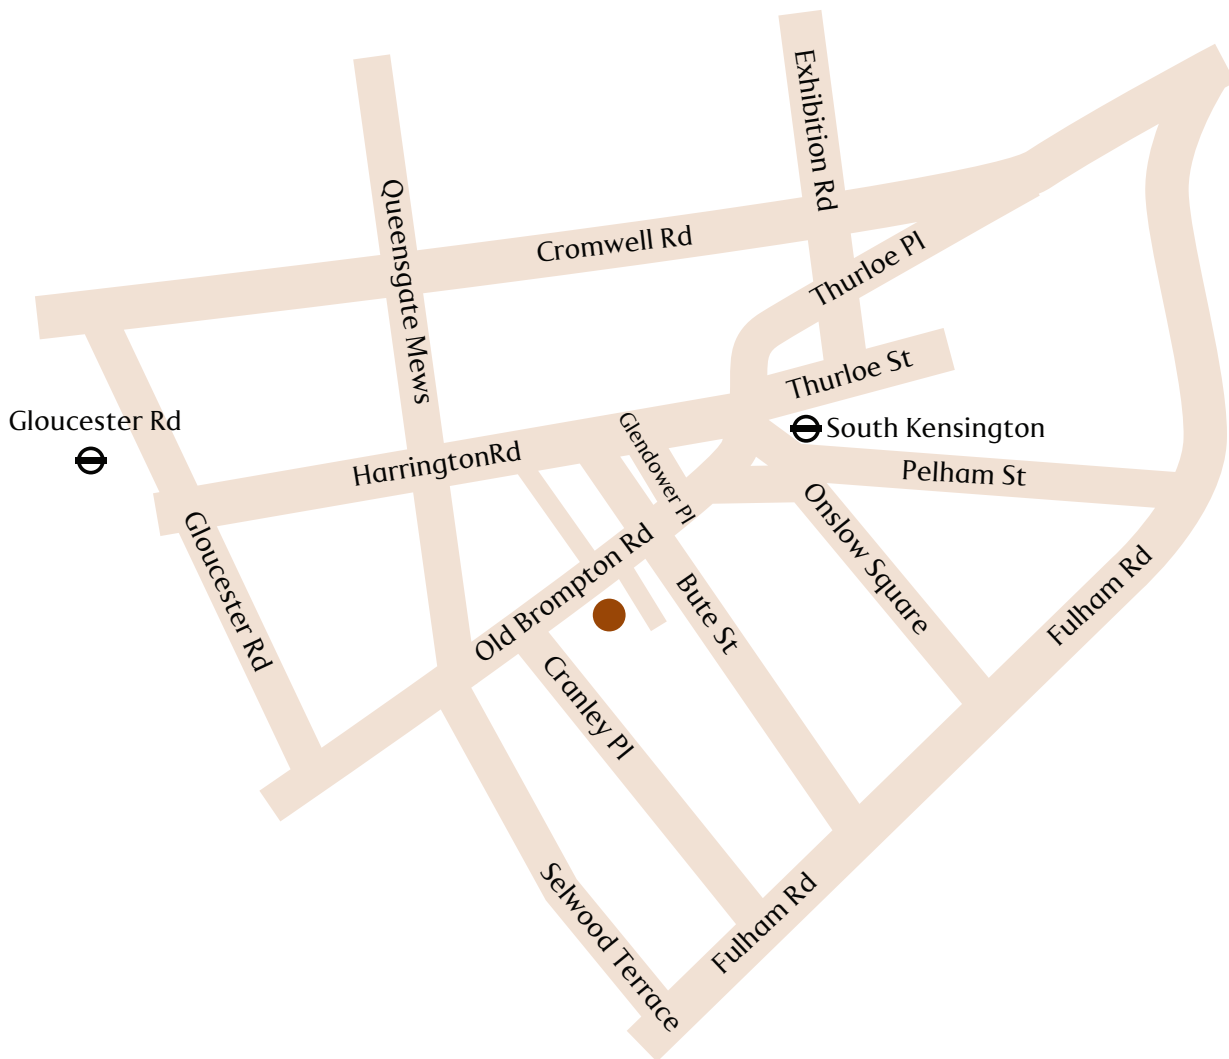 Exhibition Rd
Queensgate Mews
Cromwell Rd
Thurloe Pl
Thurloe St
Gloucester Rd
Glendower Pl
South Kensington
HarringtonRd
Pelham St
Onslow Square
Gloucester Rd
Old Brompton Rd
Bute St
Fulham Rd
Cranley Pl
Selwood Terrace
Fulham Rd